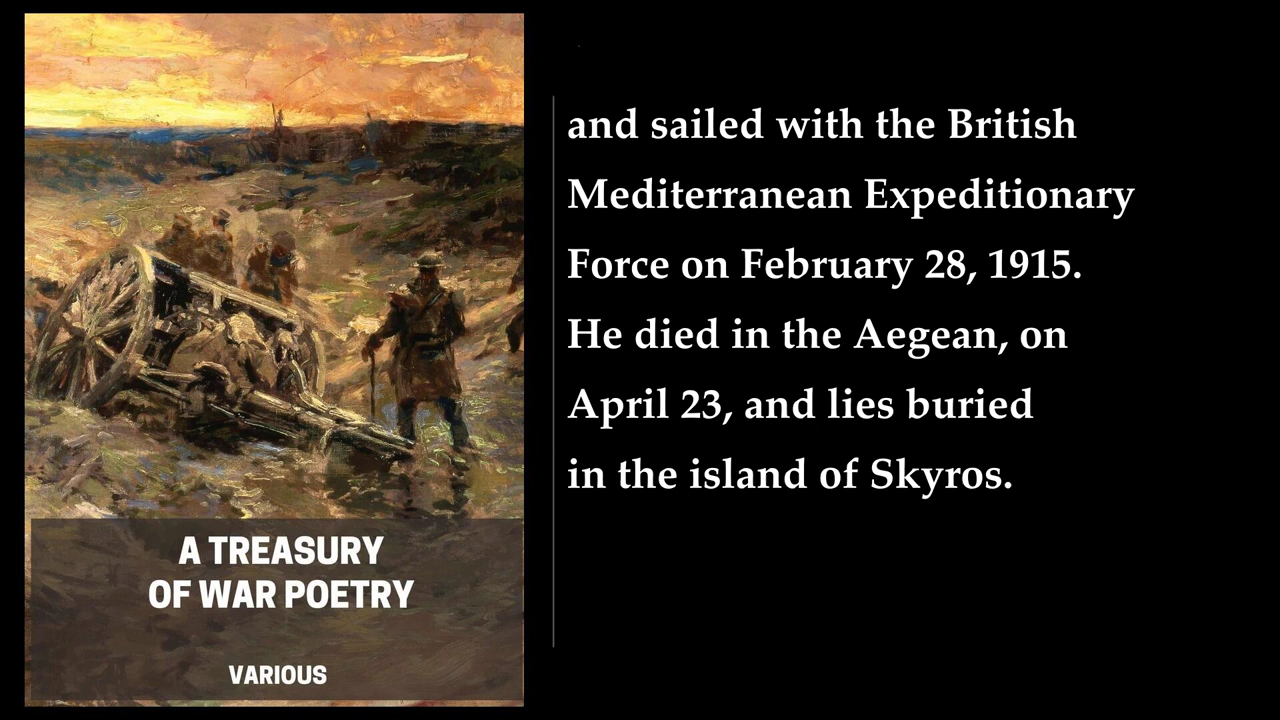 A TREASURY
OF WAR POETRY
VARIOUS
and sailed with the British
Mediterranean Expeditionary
Force on February 28, 1915.
He died in the Aegean, on
April 23, and lies buried
in the island of Skyros.